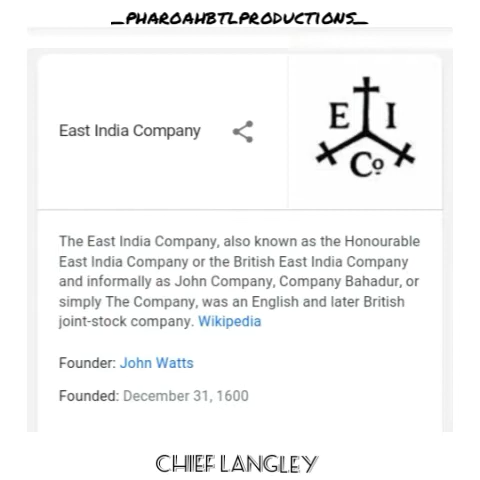 _PHAROAHBTLPRODUCTIONS_
East India Company
E I
Co
The East India Company, also known as the Honourable
East India Company or the British East India Company
and informally as John Company, Company Bahadur, or
simply The Company, was an English and later British
joint-stock company. Wikipedia
Founder: John Watts
Founded: December 31, 1600
CHIEF LANGLEY